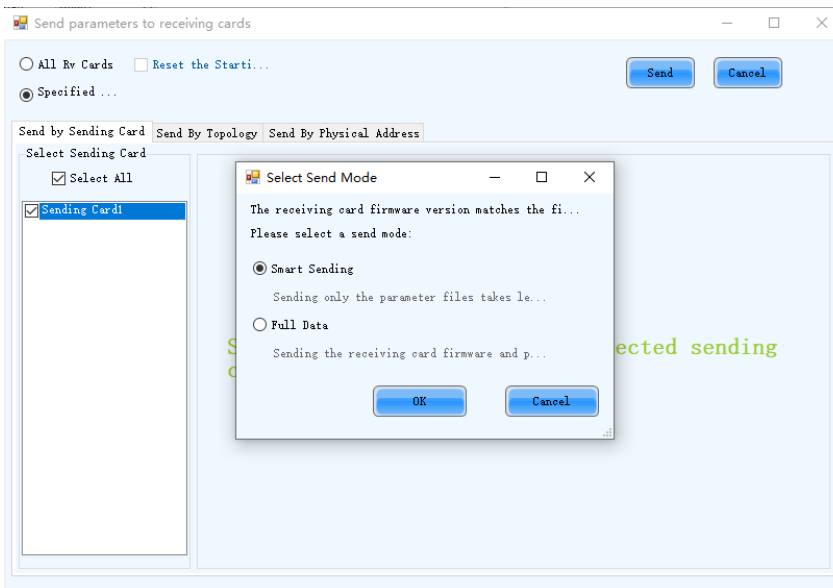 Send parameters to receiving cards
All Rv Cards Reset the Starti...
Specified ...
Send Cancel
Send by Sending Card Send By Topology Send By Physical Address
Select Sending Card
Select All
Sending Card1
Select Send Mode
The receiving card firmware version matches the fi...
Please select a send mode:
Smart Sending
Sending only the parameter files takes le...
Full Data
Sending the receiving card firmware and p...
OK Cancel
ected sending